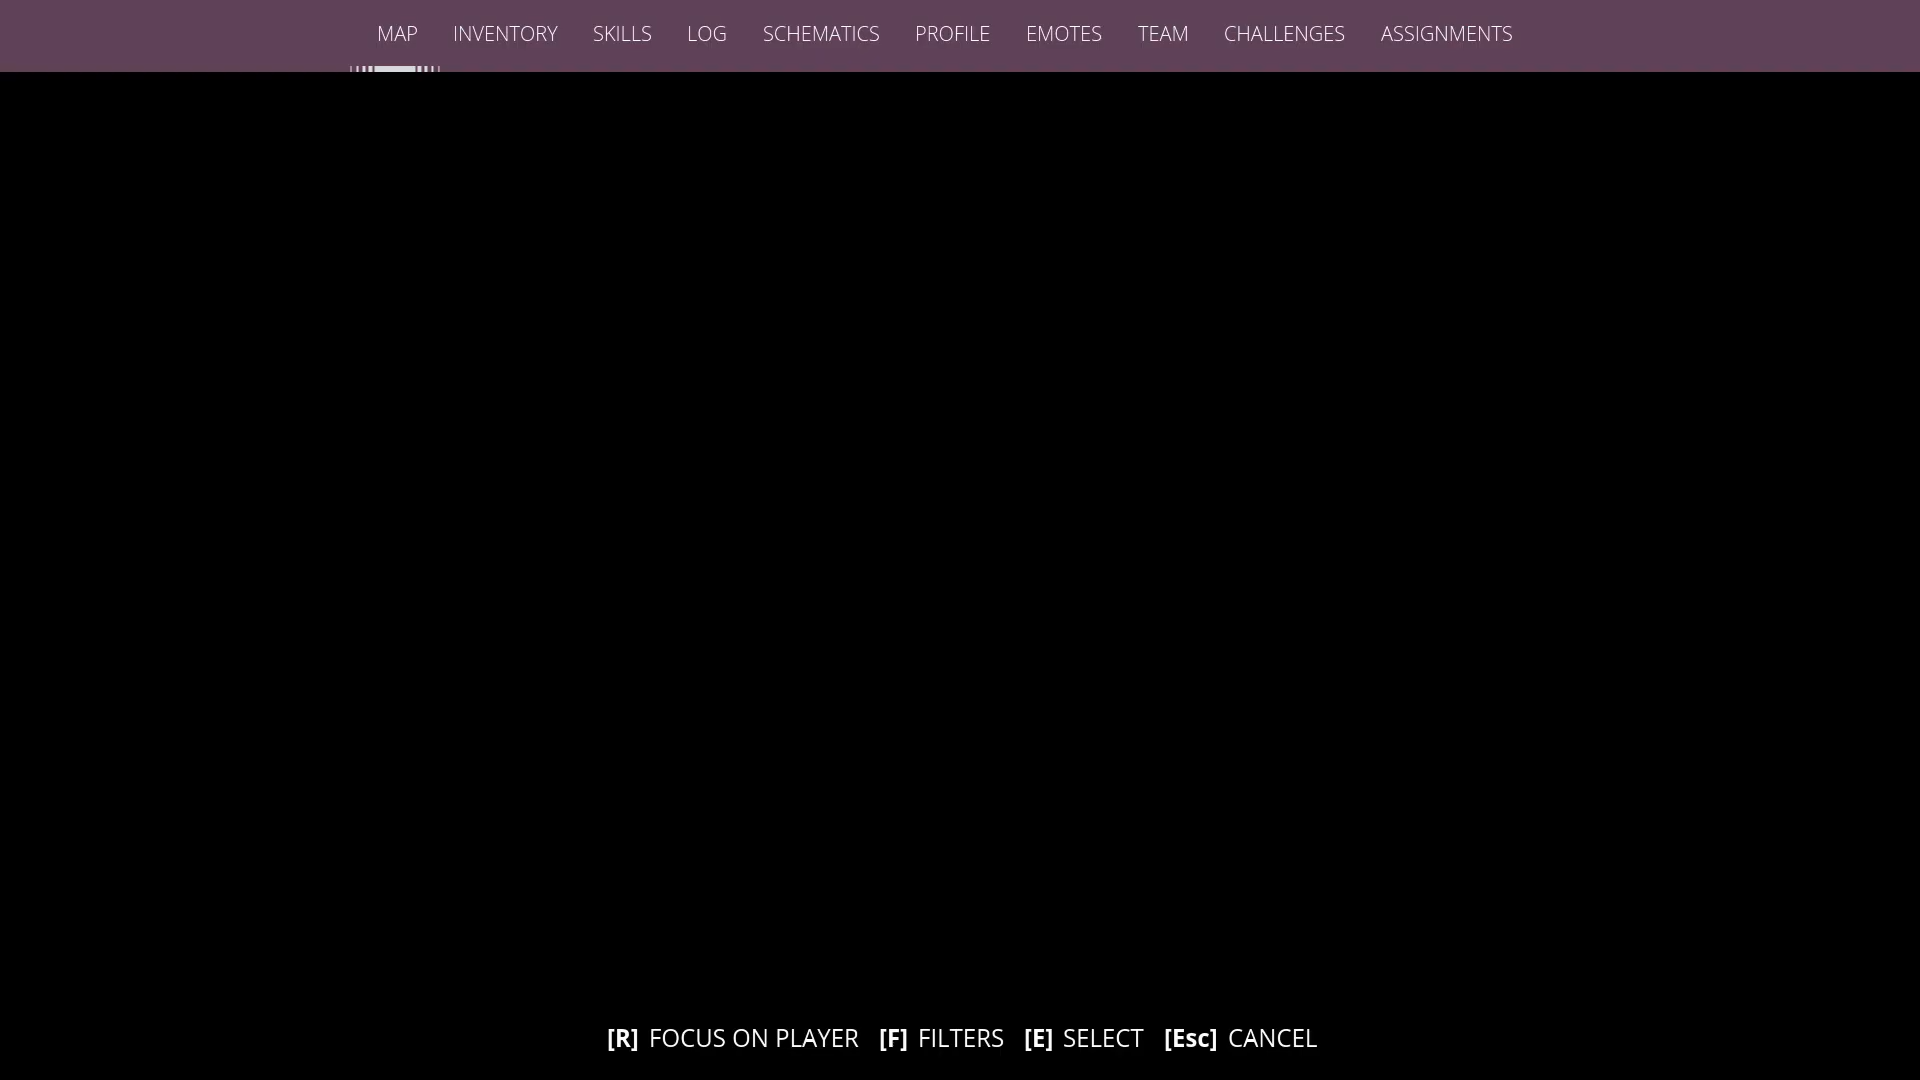 MAP INVENTORY SKILLS LOG SCHEMATICS PROFILE EMOTES TEAM CHALLENGES ASSIGNMENTS
[R] FOCUS ON PLAYER [F] FILTERS [E] SELECT [Esc] CANCEL